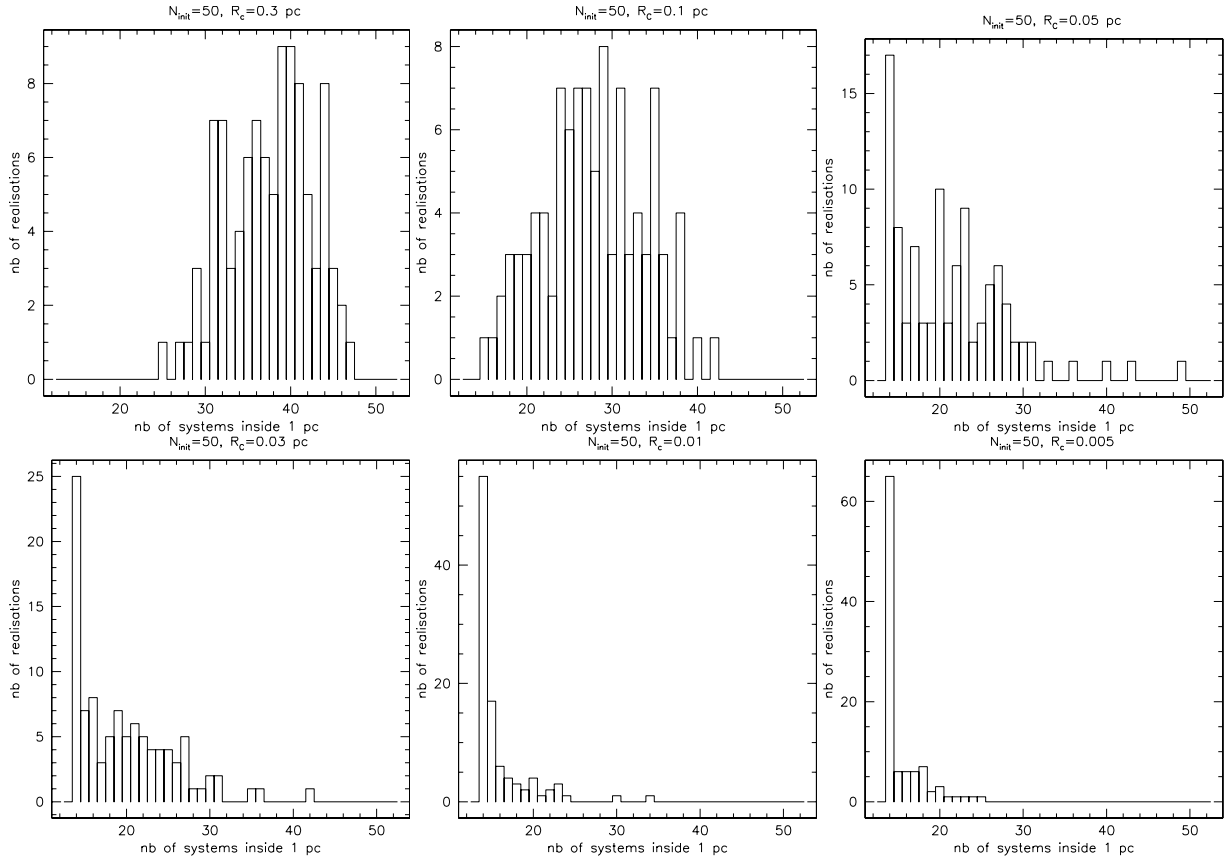 N_init=50, R_c=0.3 pc
nb of realisations
8
6
4
2
0
20 30 40 50
nb of systems inside 1 pc
N_init=50, R_C=0.1 pc
nb of realisations
8
6
4
2
0
20 30 40 50
nb of systems inside 1 pc
N_init=50, R_C=0.05 pc
nb of realisations
15
10
5
0
20 30 40 50
nb of systems inside 1 pc
N_init=50, R_C=0.03 pc
nb of realisations
25
20
15
10
5
0
20 30 40 50
nb of systems inside 1 pc
N_init=50, R_c=0.01
nb of realisations
40
20
0
20 30 40 50
nb of systems inside 1 pc
N_init=50, R_c=0.005
nb of realisations
60
40
20
0
20 30 40 50
nb of systems inside 1 pc